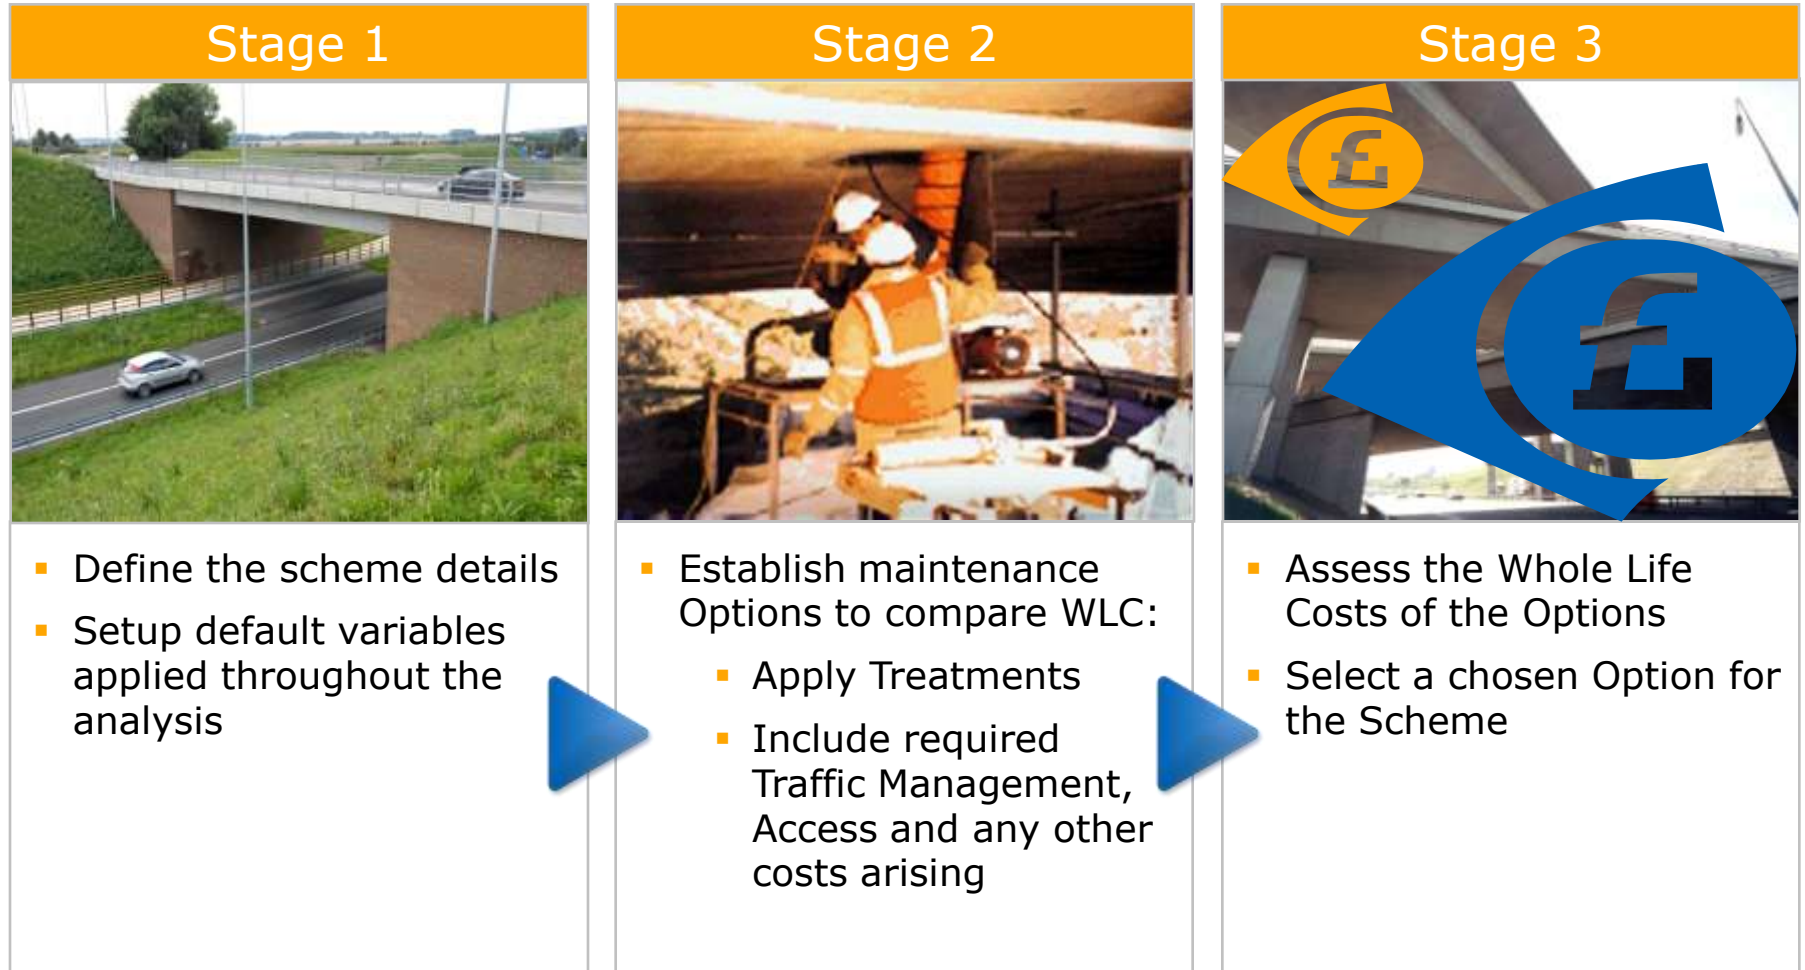 Stage 1
Define the scheme details
Setup default variables
applied throughout the
analysis
Stage 2
Establish maintenance
Options to compare WLC:
Apply Treatments
Include required
Traffic Management,
Access and any other
costs arising
Stage 3
£
£
Assess the Whole Life
Costs of the Options
Select a chosen Option for
the Scheme